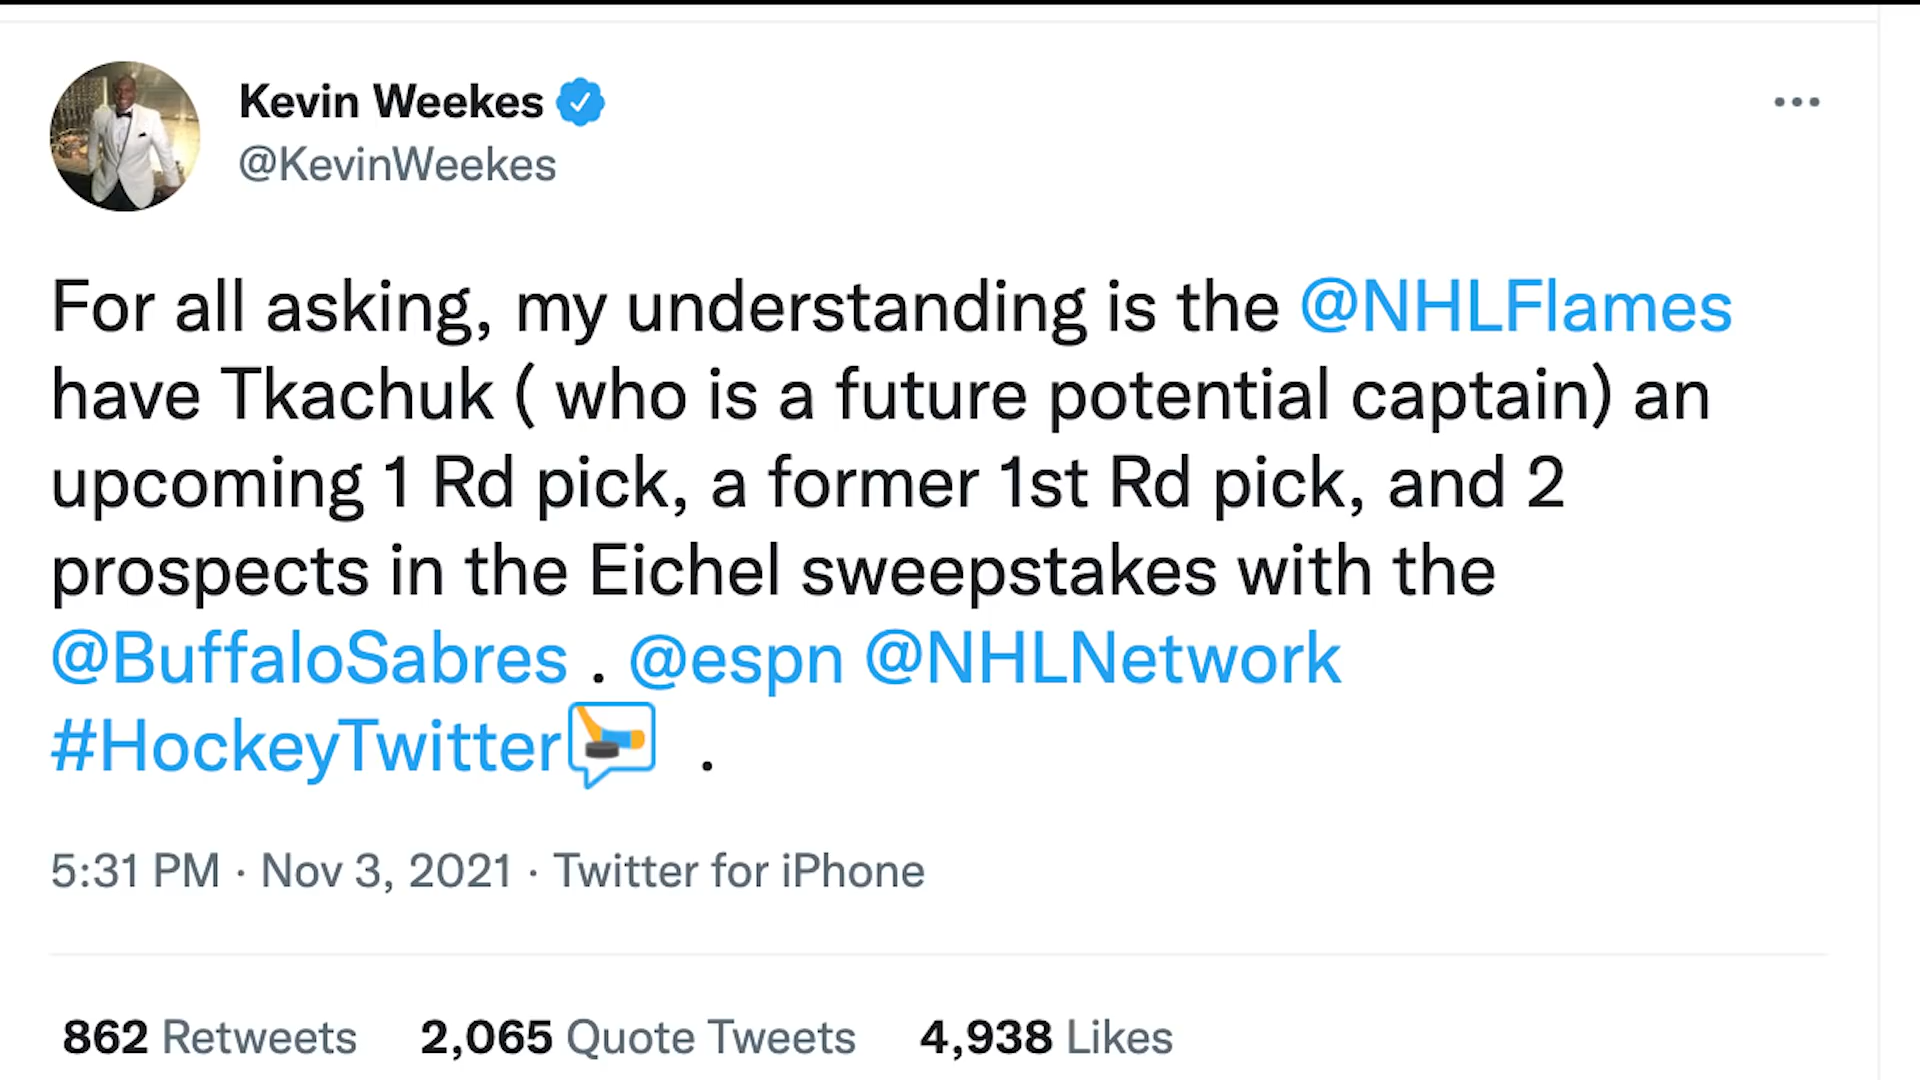 Kevin Weekes
@KevinWeekes
For all asking, my understanding is the @NHLFlames
have Tkachuk ( who is a future potential captain) an
upcoming 1 Rd pick, a former 1st Rd pick, and 2
prospects in the Eichel sweepstakes with the
@BuffaloSabres . @espn @NHLNetwork
#HockeyTwitter .
5:31 PM · Nov 3, 2021 · Twitter for iPhone
862 Retweets 2,065 Quote Tweets 4,938 Likes